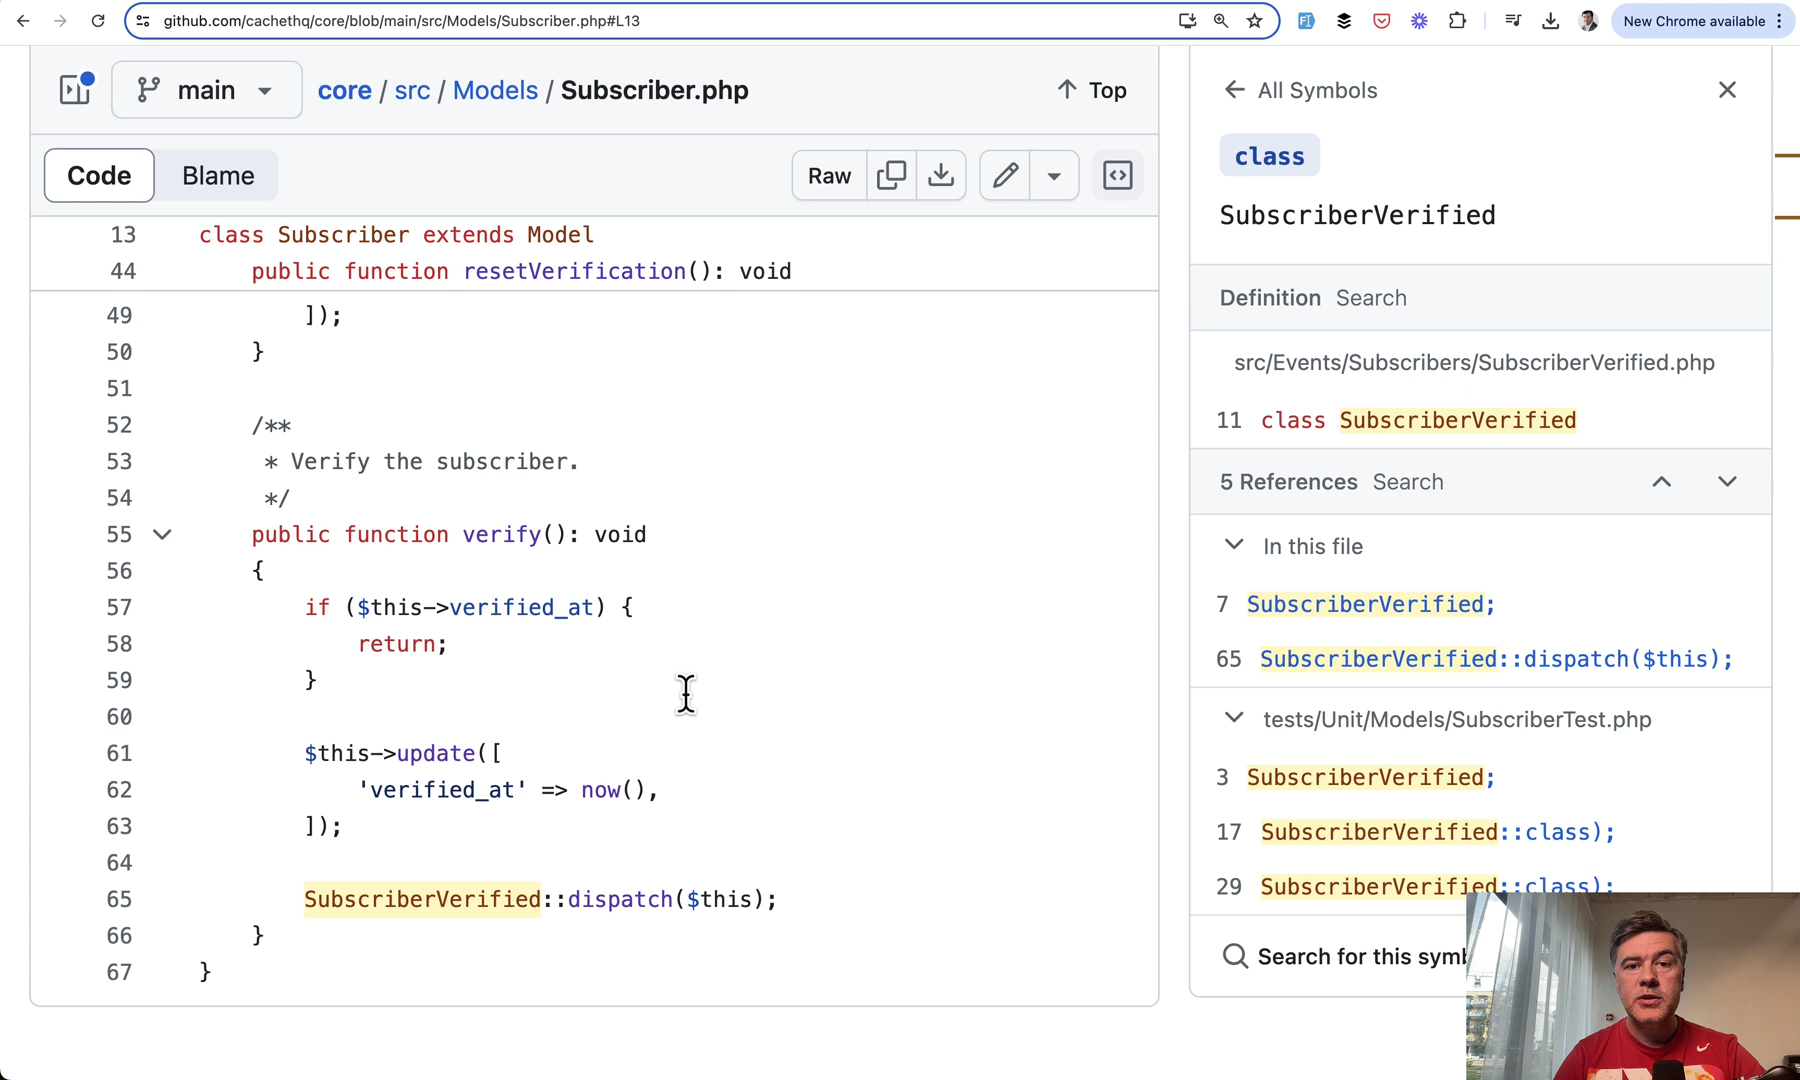 github.com/cachethq/core/blob/main/src/Models/Subscriber.php#L13
New Chrome available
main
core / src / Models / Subscriber.php
Top
Code
Blame
Raw
13 class Subscriber extends Model
44 public function resetVerification(): void
49 ]);
50 }
51
52 /**
53 * Verify the subscriber.
54 */
55 public function verify(): void
56 {
57 if ($this->verified_at) {
58 return;
59 }
60
61 $this->update([
62 'verified_at' => now(),
63 ]);
64
65 SubscriberVerified::dispatch($this);
66 }
67 }
All Symbols
class
SubscriberVerified
Definition Search
src/Events/Subscribers/SubscriberVerified.php
11 class SubscriberVerified
5 References Search
In this file
7 SubscriberVerified;
65 SubscriberVerified::dispatch($this);
tests/Unit/Models/SubscriberTest.php
3 SubscriberVerified;
17 SubscriberVerified::class);
29 SubscriberVerified::class);
Search for this